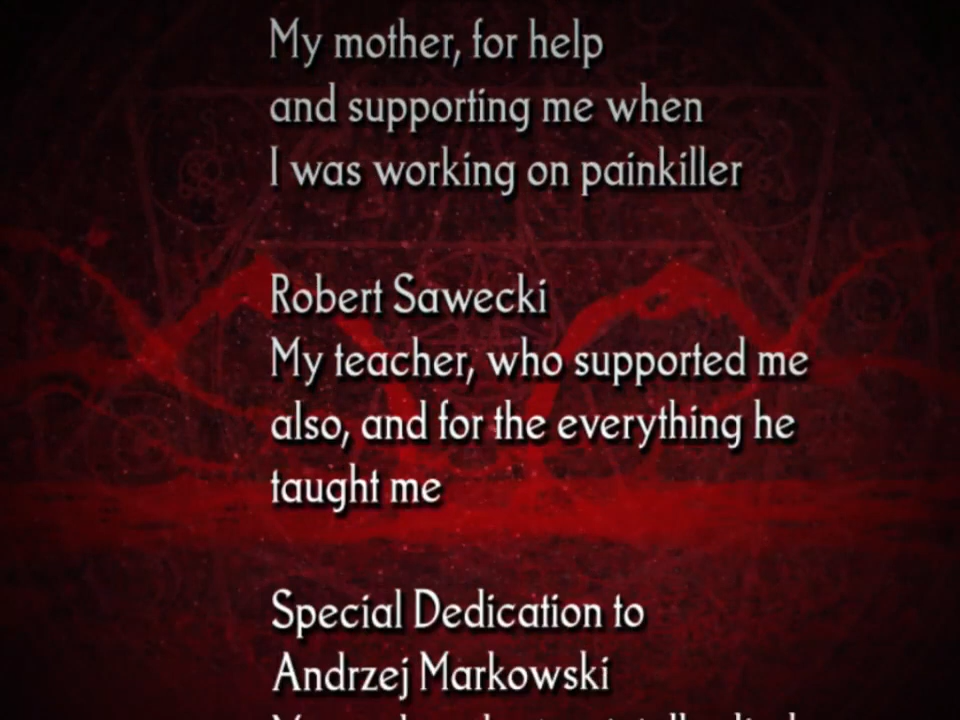 My mother, for help
and supporting me when
I was working on painkiller
Robert Sawecki
My teacher, who supported me
also, and for the everything he
taught me
Special Dedication to
Andrzej Markowski